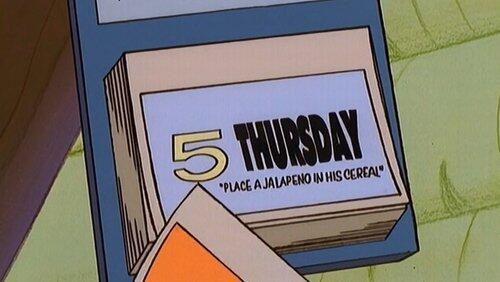 5 THURSDAY
"PLACE A JALAPENO IN HIS CEREAL"